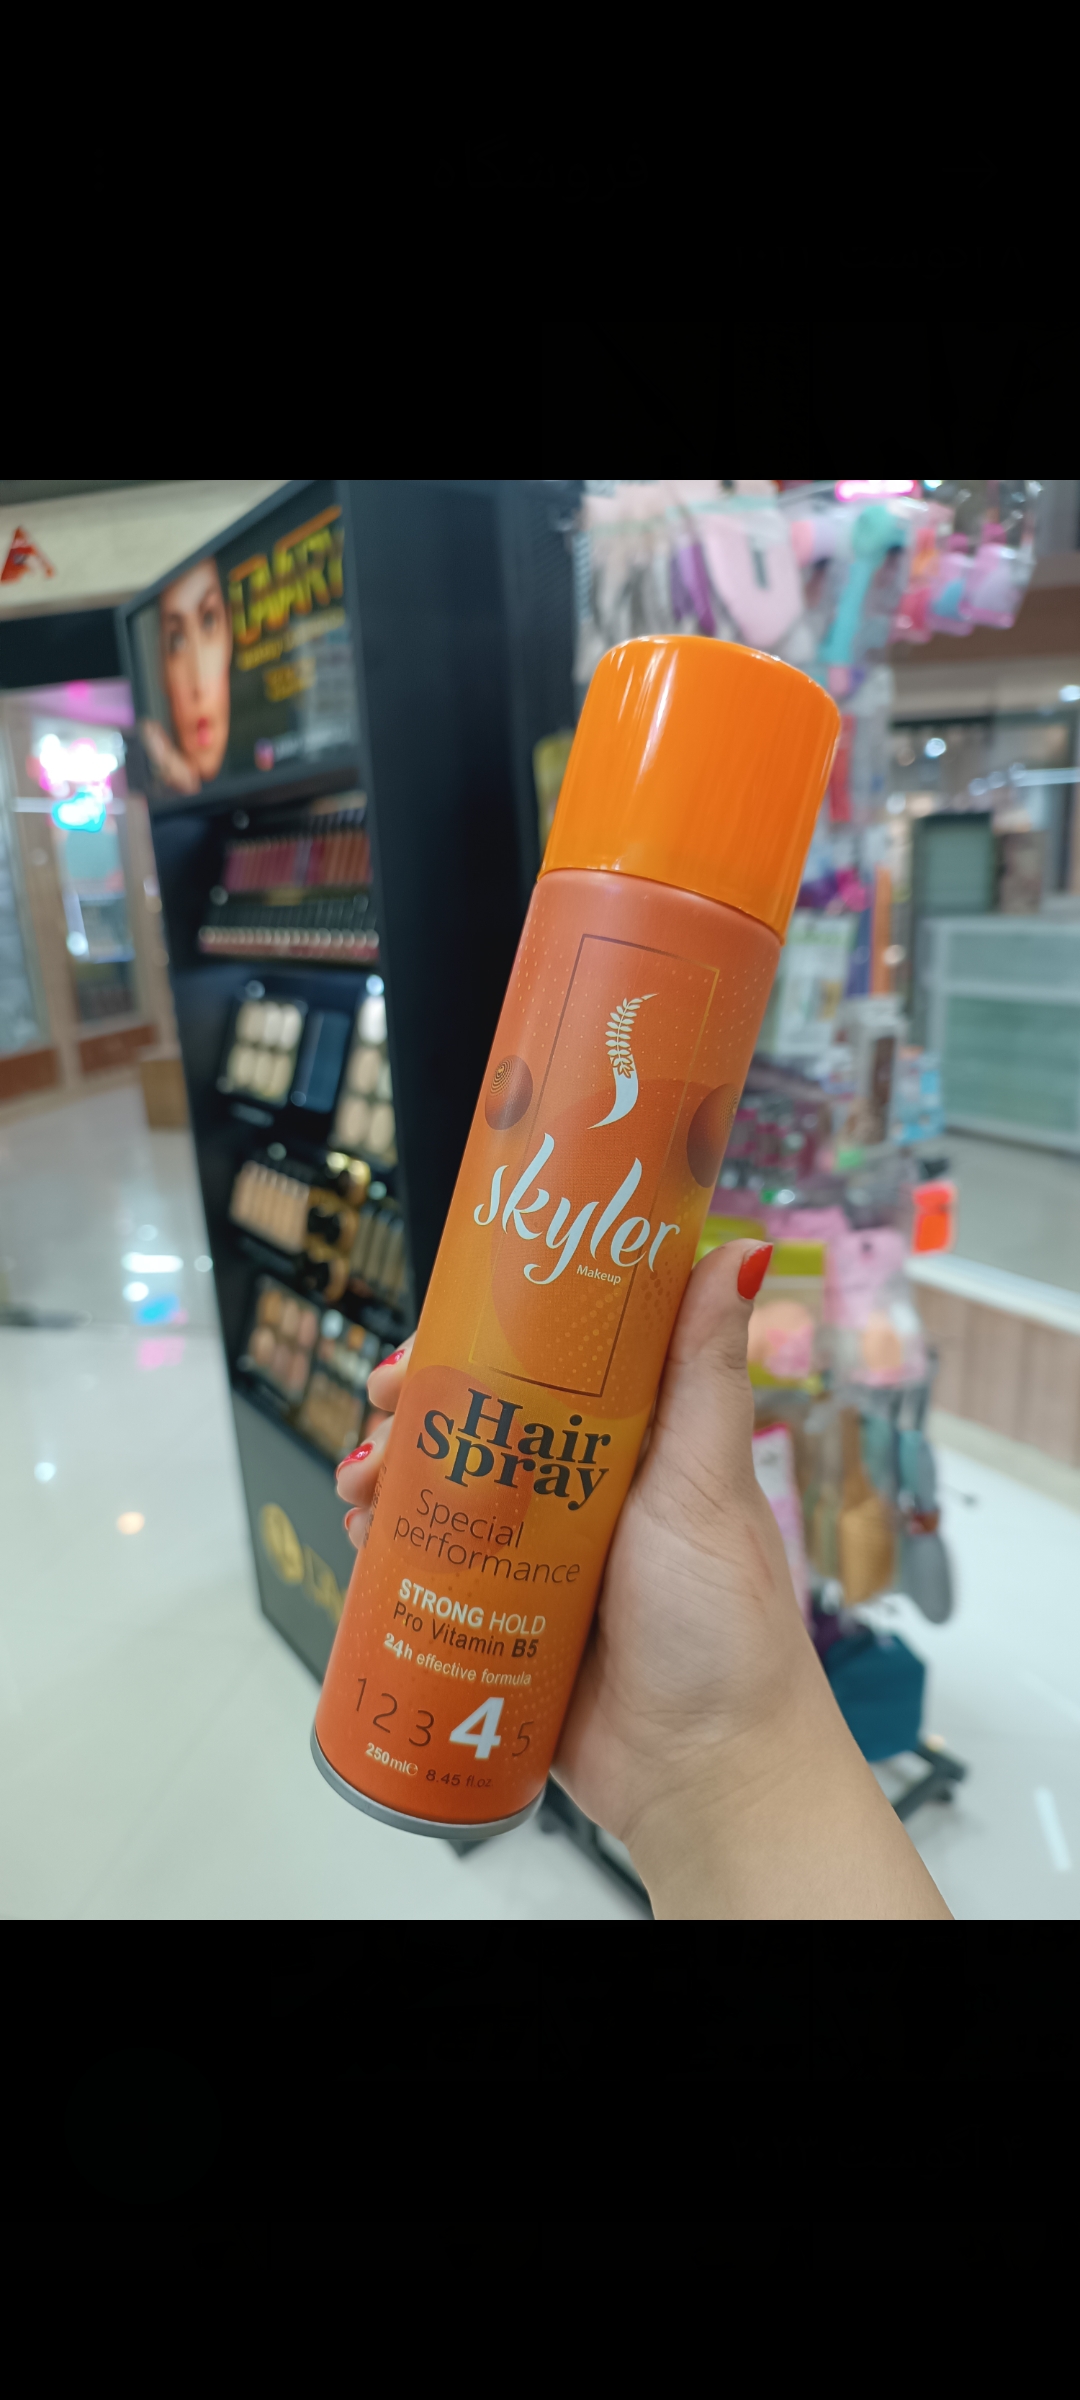 skyler
Makeup
Hair
Spray
Special
performance
STRONG HOLD
Pro Vitamin B5
24h effective formula
1 2 3 4 5
250mle 8.45 fl.oz